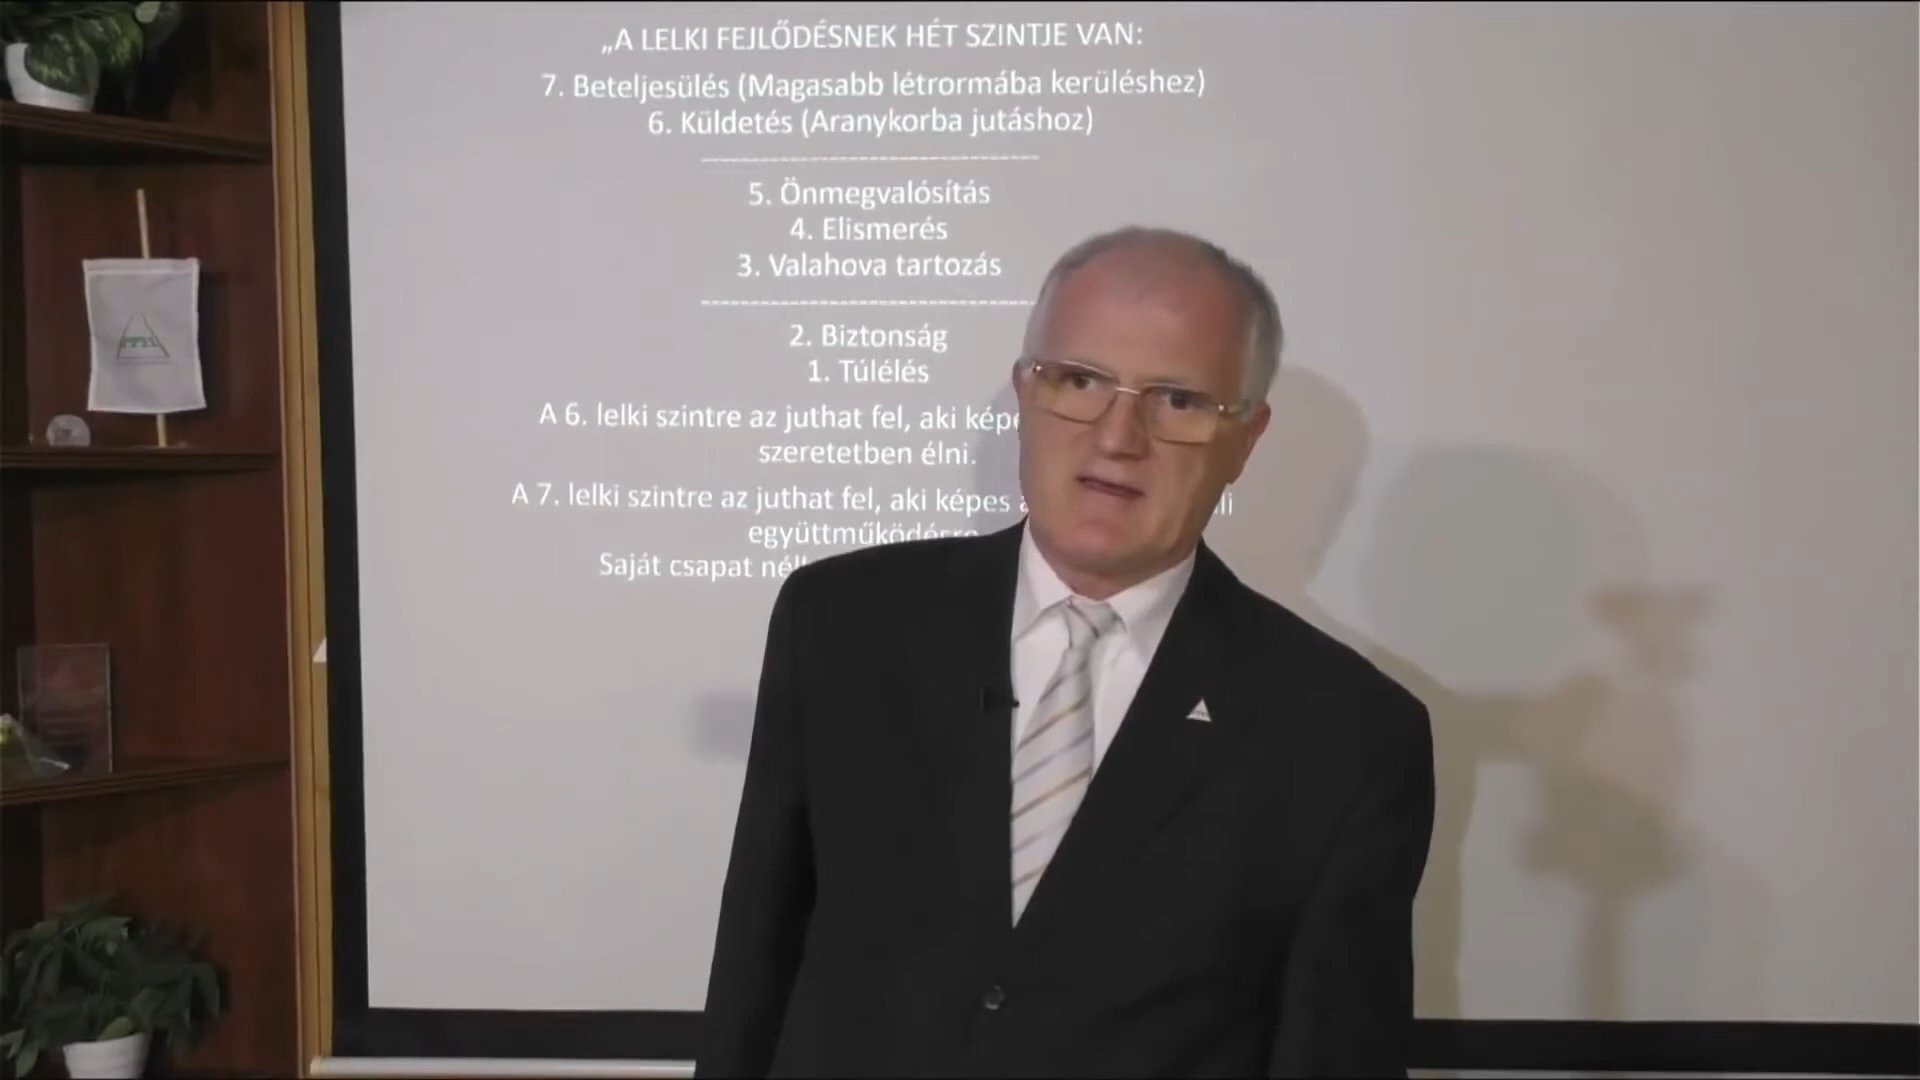 „A LELKI FEJLŐDÉSNEK HÉT SZINTJE VAN:
7. Beteljesülés (Magasabb létrormába kerüléshez)
6. Küldetés (Aranykorba jutáshoz)
----------------------------------
5. Önmegvalósítás
4. Elismerés
3. Valahova tartozás
----------------------------------
2. Biztonság
1. Túlélés
A 6. lelki szintre az juthat fel, aki
szeretetben élni.
A 7. lelki szintre az juthat fel, aki képes
együttműködésre
Saját csapat